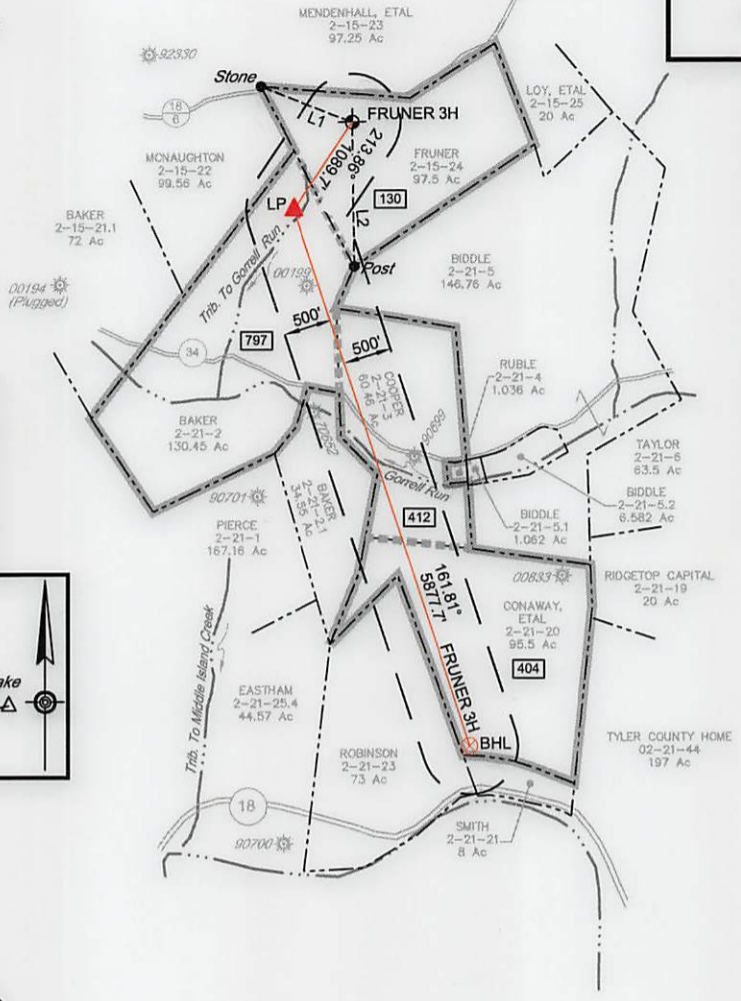 MENDENHALL, ETAL
2-15-23
97.25 Ac
92330
Stone
18
6
L1
FRUNER 3H
LOY, ETAL
2-15-25
20 Ac
MCNAUGHTON
2-15-22
99.56 Ac
213.86°
1069.7'
FRUNER
2-15-24
97.5 Ac
130
LP
L2
BAKER
2-15-21.1
72 Ac
Trib. To Gorrell Run
Post
BIDDLE
2-21-5
146.76 Ac
00194
(Plugged)
00199
500'
797
500'
34
COOPER
2-21-3
60.46 Ac
RUBLE
2-21-4
1.036 Ac
BAKER
2-21-2
130.45 Ac
70652
90699
TAYLOR
2-21-6
63.5 Ac
Gorrell Run
90701
BAKER
2-21-2.1
34.55 Ac
412
BIDDLE
2-21-5.1
1.062 Ac
BIDDLE
2-21-5.2
6.582 Ac
PIERCE
2-21-1
167.16 Ac
161.81°
5877.7'
00833
RIDGETOP CAPITAL
2-21-19
20 Ac
CONAWAY,
ETAL
2-21-20
95.5 Ac
404
Trib. To Middle Island Creek
FRUNER 3H
EASTHAM
2-21-25.4
44.57 Ac
BHL
ROBINSON
2-21-23
73 Ac
TYLER COUNTY HOME
02-21-44
197 Ac
18
SMITH
2-21-21
8 Ac
90700